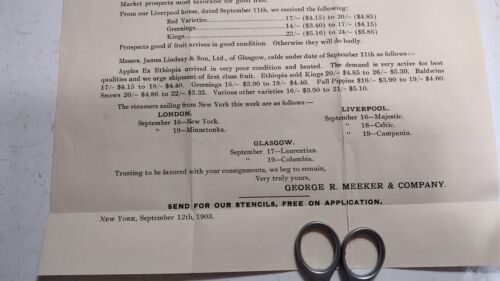 Market prospects most favorable for good fruit.
From our Liverpool house, dated September 11th, we received the following:
Red Varieties..................17/– ($4.15) to 20/– ($4.85)
Greenings......................14/– ($3.40) to 17/– ($4.15)
Kings..........................22/– ($5.16) to 24/– ($5.85)
Prospects good if fruit arrives in good condition. Otherwise they will do badly.
Messrs. James Lindsay & Son, Ltd., of Glasgow, cable under date of September 11th as follows:–
Apples Ex Ethiopia arrived in very poor condition and heated. The demand is very active for best
qualities and we urge shipment of first class fruit. Ethiopia sold Kings 20/– $4.85 to 26/– $5.30. Baldwins
17/– $4.15 to 18/– $4.40. Greenings 16/– $3.90 to 18/– $4.40. Fall Pippins $16/– $3.90 to 19/– $4.60.
Snows 20/– $4.86 to 22/– $5.35. Various other varieties 16/– $3.90 to 21/– $5.10.
The steamers sailing from New York this week are as follows:–
LONDON.
September 16—New York.
" 19—Minnetonka.
LIVERPOOL.
September 16—Majestic.
" 18—Celtic.
" 19—Campania.
GLASGOW.
September 17—Laurentian.
" 19—Columbia.
Trusting to be favored with your consignments, we beg to remain,
Very truly yours,
GEORGE R. MEEKER & COMPANY.
SEND FOR OUR STENCILS, FREE ON APPLICATION.
New York, September 12th, 1903.